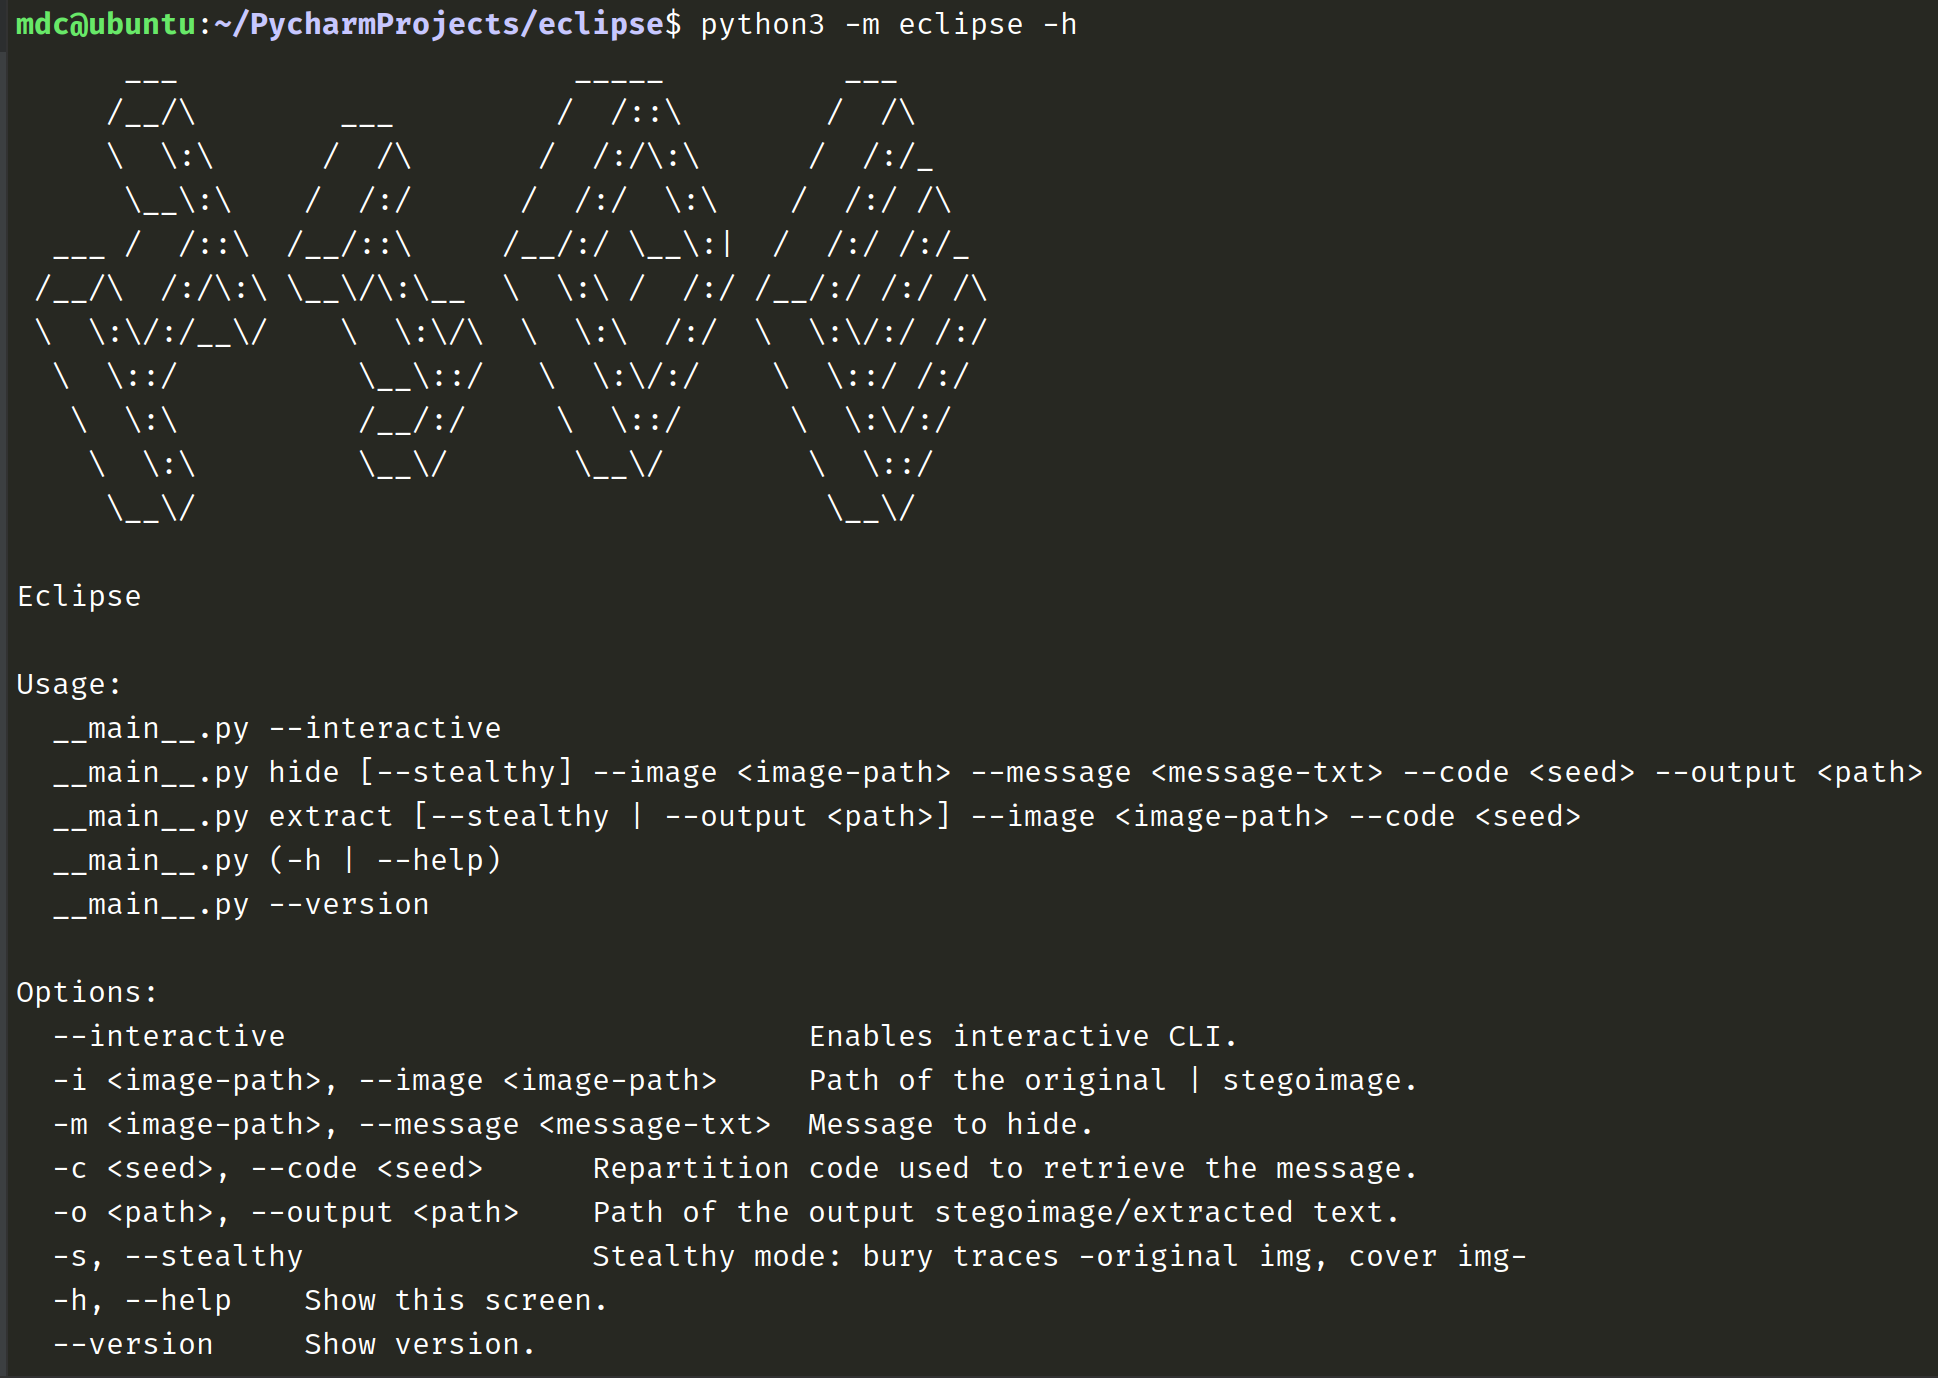 mdc@ubuntu:~/PycharmProjects/eclipse$ python3 -m eclipse -h
      ___                      _____          ___
     /__/\        ___         /  /::\        /  /\
     \  \:\      /  /\       /  /:/\:\      /  /:/_
      \__\:\    /  /:/      /  /:/  \:\    /  /:/ /\
  ___ /  /::\  /__/::\     /__/:/ \__\:|  /  /:/ /:/_
 /__/\  /:/\:\ \__\/\:\__  \  \:\ /  /:/ /__/:/ /:/ /\
 \  \:\/:/__\/    \  \:\/\  \  \:\  /:/  \  \:\/:/ /:/
  \  \::/          \__\::/   \  \:\/:/    \  \::/ /:/
   \  \:\          /__/:/     \  \::/      \  \:\/:/
    \  \:\         \__\/       \__\/        \  \::/
     \__\/                                   \__\/
Eclipse
Usage:
  __main__.py --interactive
  __main__.py hide [--stealthy] --image <image-path> --message <message-txt> --code <seed> --output <path>
  __main__.py extract [--stealthy | --output <path>] --image <image-path> --code <seed>
  __main__.py (-h | --help)
  __main__.py --version
Options:
  --interactive                             Enables interactive CLI.
  -i <image-path>, --image <image-path>     Path of the original | stegoimage.
  -m <image-path>, --message <message-txt>  Message to hide.
  -c <seed>, --code <seed>      Repartition code used to retrieve the message.
  -o <path>, --output <path>    Path of the output stegoimage/extracted text.
  -s, --stealthy                Stealthy mode: bury traces -original img, cover img-
  -h, --help    Show this screen.
  --version     Show version.